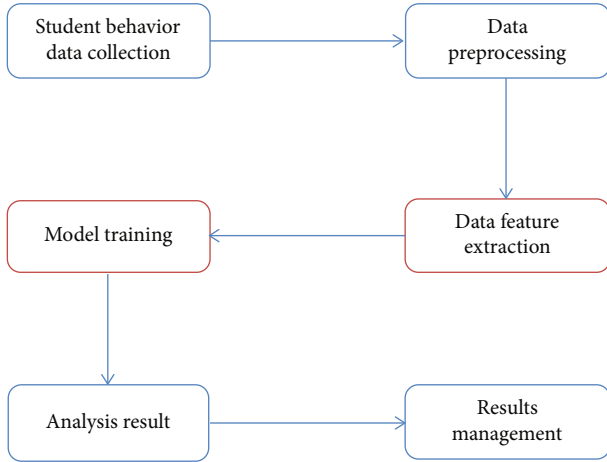 Student behavior
data collection
Data
preprocessing
Model training
Data feature
extraction
Analysis result
Results
management